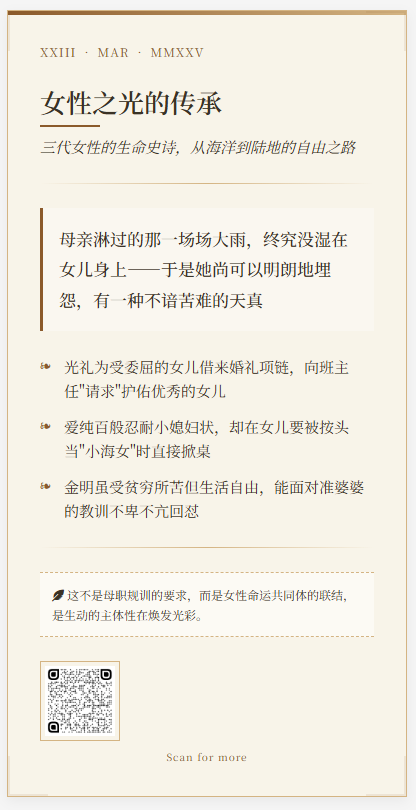 XXIII · MAR · MMXXV
女性之光的传承
三代女性的生命史诗，从海洋到陆地的自由之路
母亲淋过的那一场场大雨，终究没湿在
女儿身上——于是她尚可以明朗地埋
怨，有一种不谙苦难的天真
❧ 光礼为受委屈的女儿借来婚礼项链，向班主
任"请求"护佑优秀的女儿
❧ 爱纯百般忍耐小媳妇状，却在女儿要被按头
当"小海女"时直接掀桌
❧ 金明虽受贫穷所苦但生活自由，能面对准婆婆
的教训不卑不亢回怼
这不是母职规训的要求，而是女性命运共同体的联结，
是生动的主体性在焕发光彩。
Scan for more